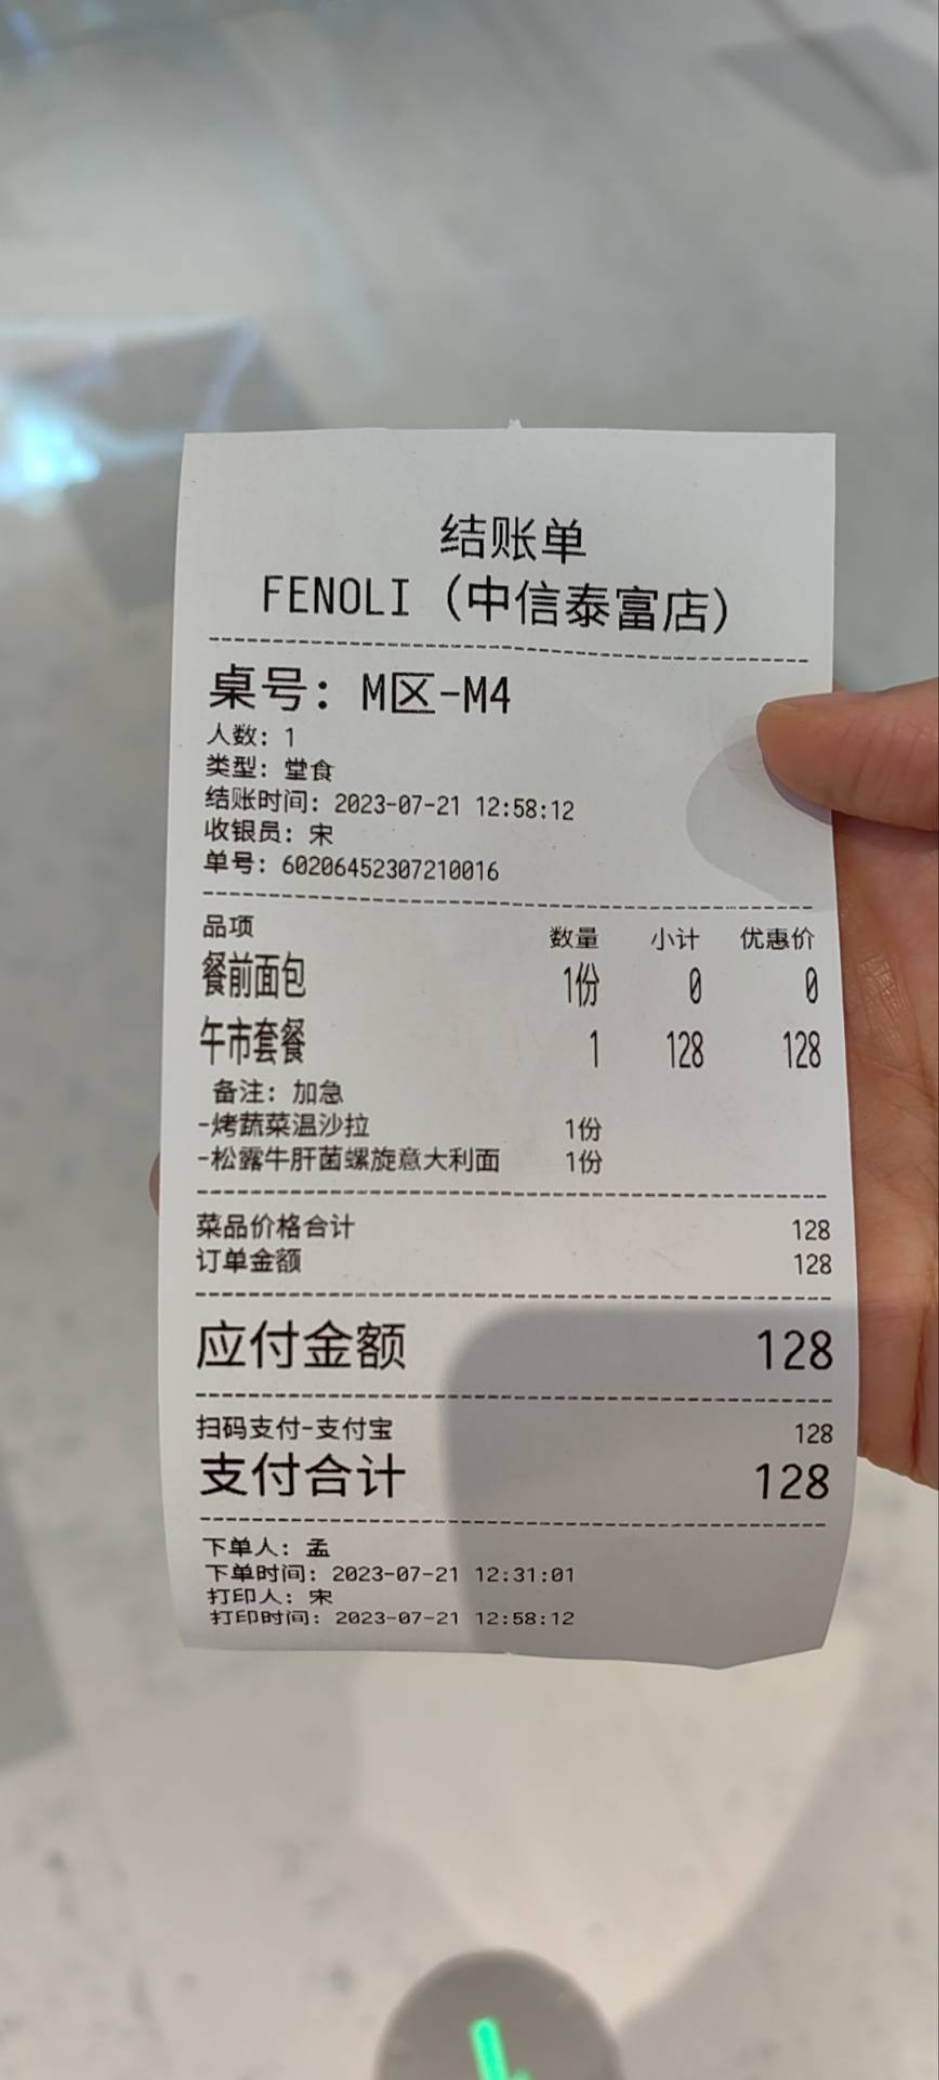 结账单
FENOLI (中信泰富店)
桌号: M区-M4
人数: 1
类型: 堂食
结账时间: 2023-07-21 12:58:12
收银员: 宋
单号: 60206452307210016
品项 数量 小计 优惠价
餐前面包 1份 0 0
午市套餐 1 128 128
备注: 加急
-烤蔬菜温沙拉 1份
-松露牛肝菌螺旋意大利面 1份
菜品价格合计 128
订单金额 128
应付金额 128
扫码支付-支付宝 128
支付合计 128
下单人: 孟
下单时间: 2023-07-21 12:31:01
打印人: 宋
打印时间: 2023-07-21 12:58:12